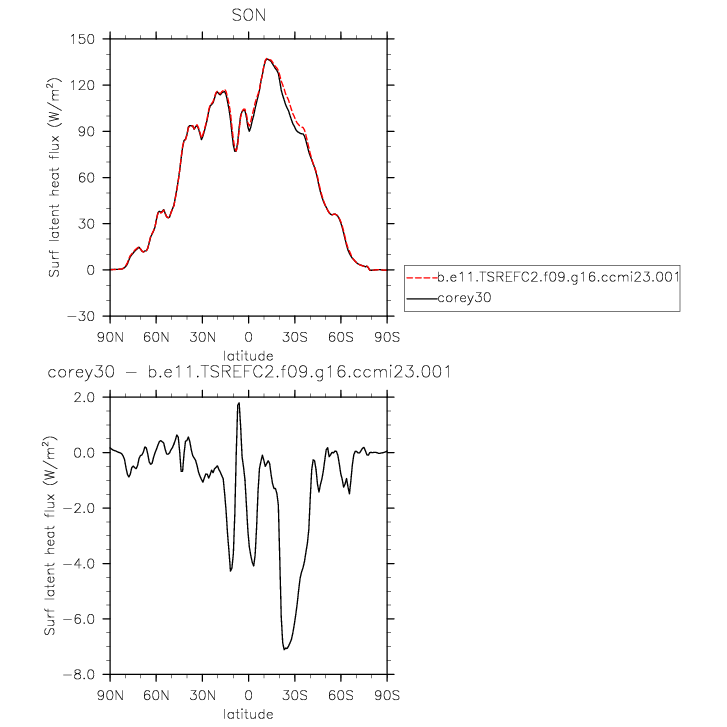 SON
150
120
90
60
30
0
−30
Surf latent heat flux (W/m²)
90N 60N 30N 0 30S 60S 90S
latitude
b.e11.TSREFC2.f09.g16.ccmi23.001
corey30
corey30 − b.e11.TSREFC2.f09.g16.ccmi23.001
2.0
0.0
−2.0
−4.0
−6.0
−8.0
Surf latent heat flux (W/m²)
90N 60N 30N 0 30S 60S 90S
latitude